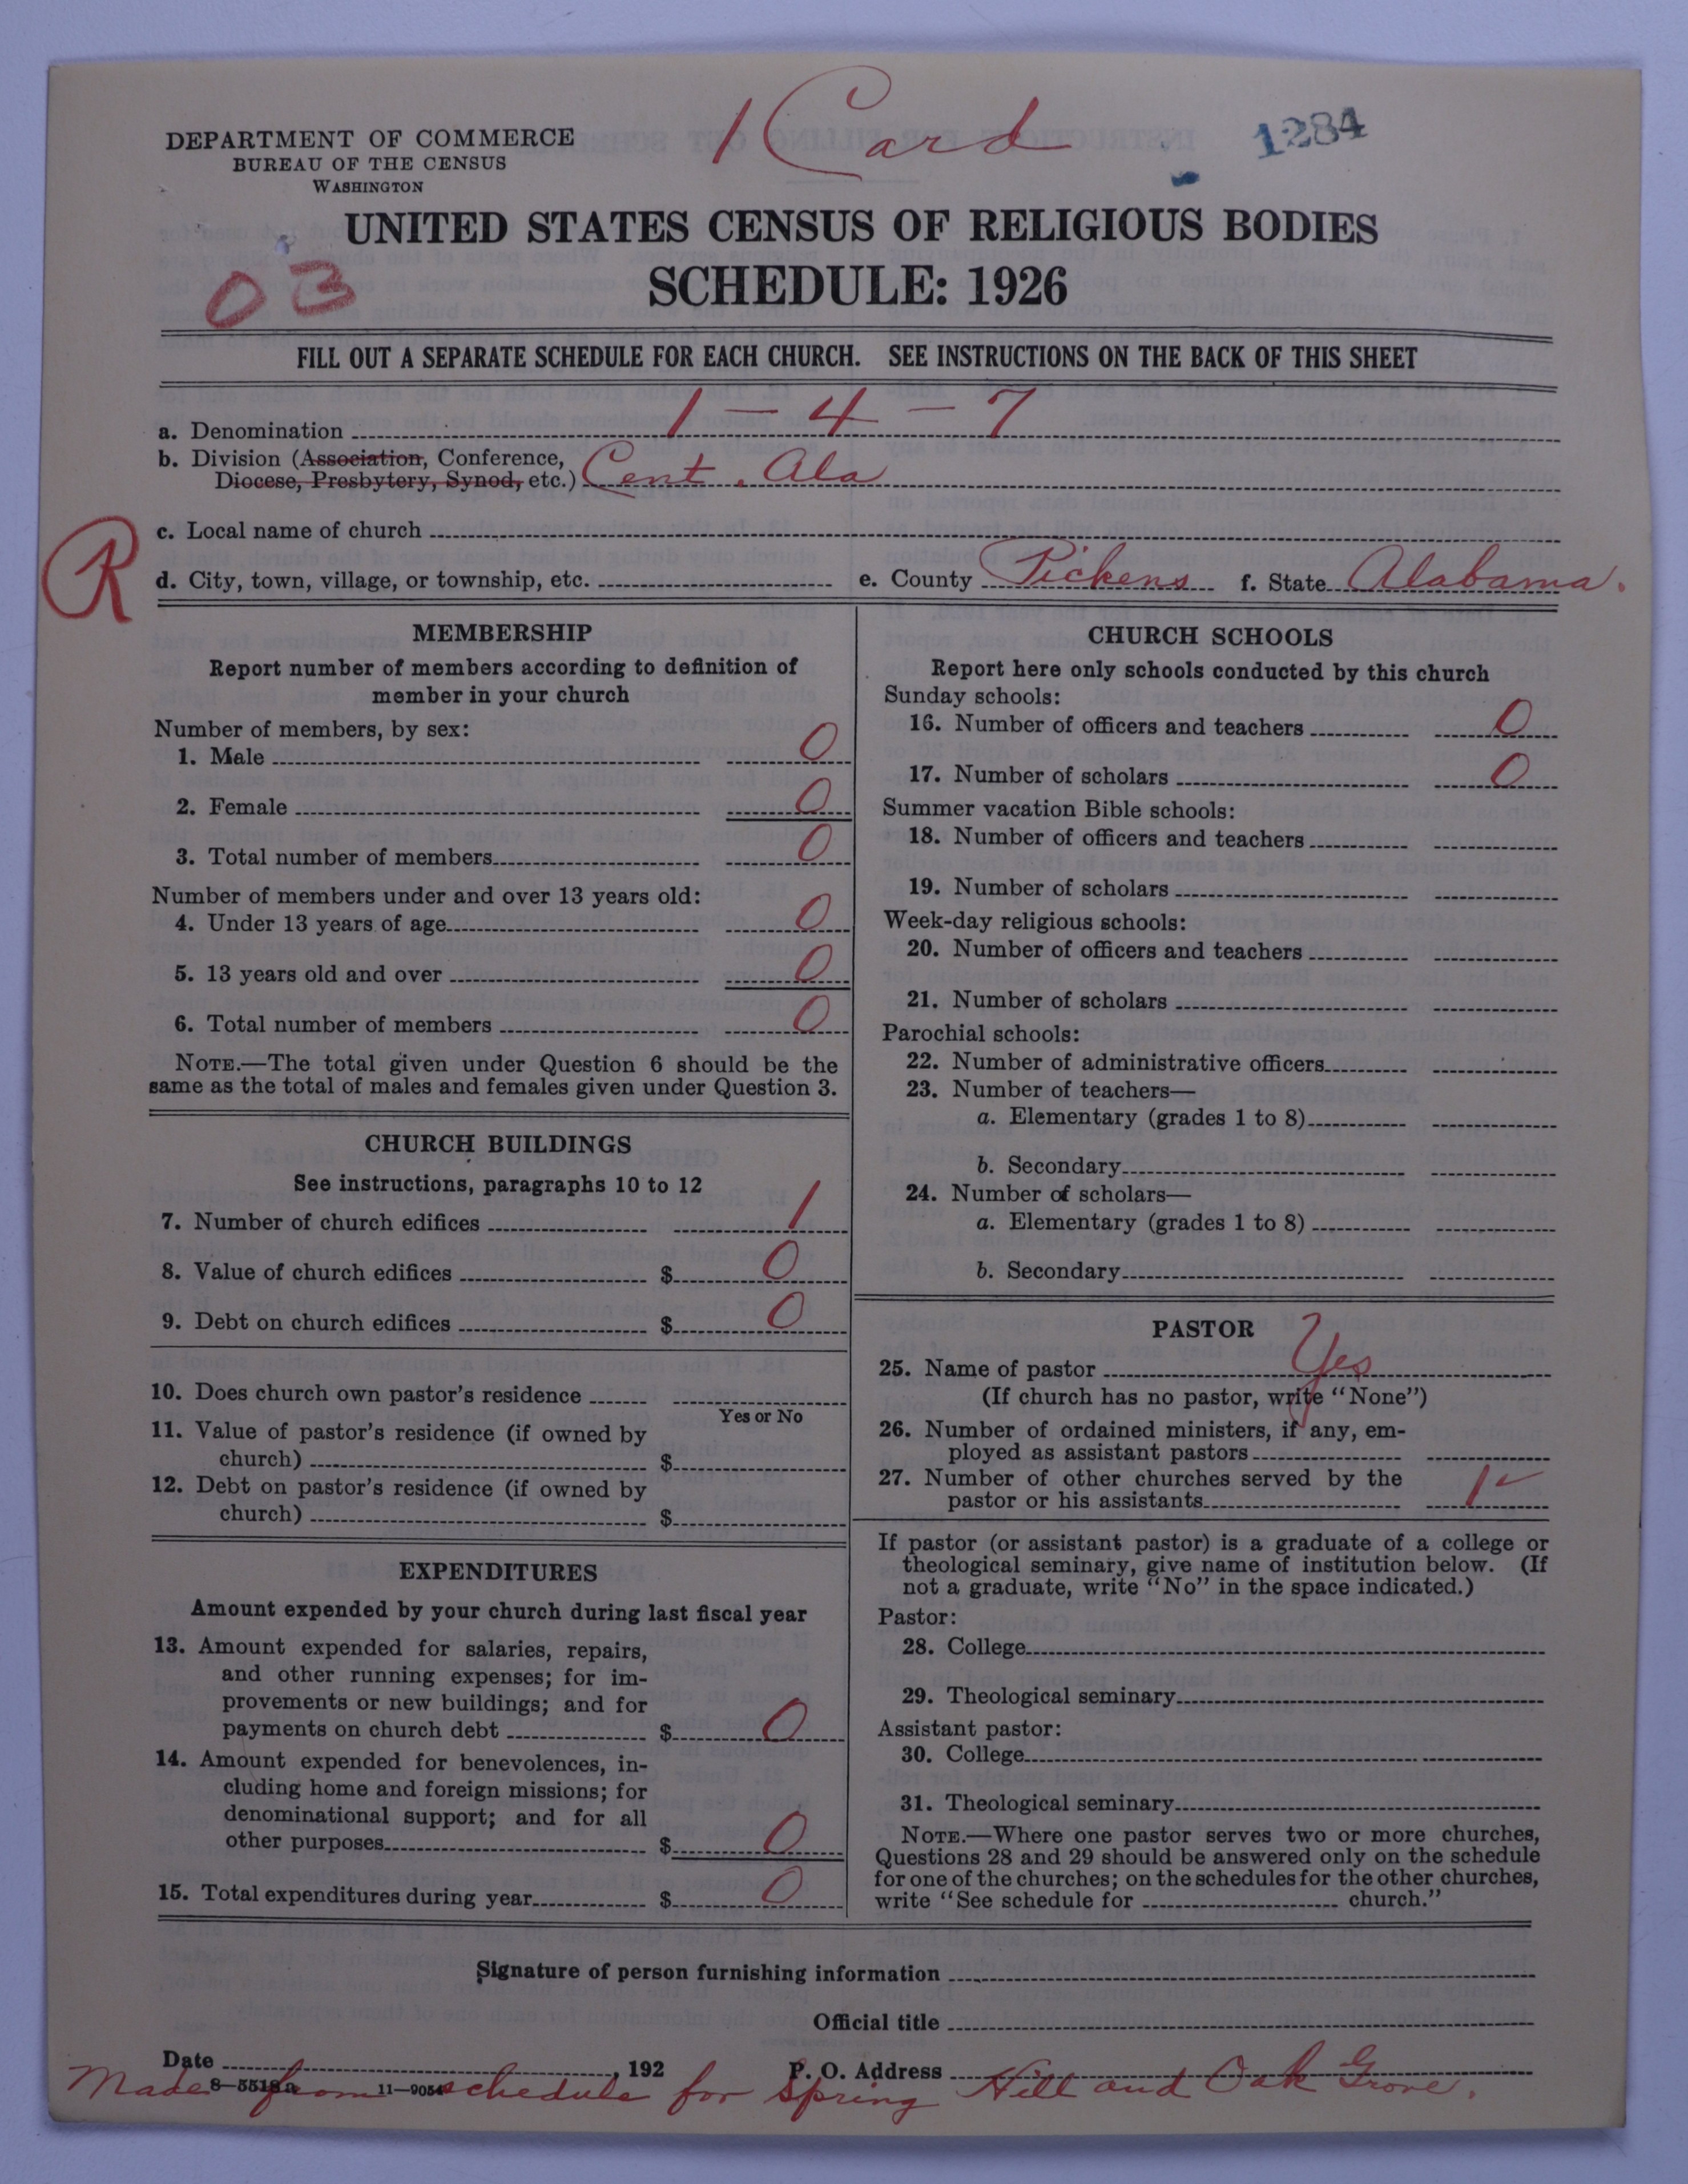 DEPARTMENT OF COMMERCE
BUREAU OF THE CENSUS
WASHINGTON
1 Card
1284
UNITED STATES CENSUS OF RELIGIOUS BODIES
SCHEDULE: 1926
03
FILL OUT A SEPARATE SCHEDULE FOR EACH CHURCH. SEE INSTRUCTIONS ON THE BACK OF THIS SHEET
a. Denomination 1 - 4 - 7
b. Division (Association, Conference,
Diocese, Presbytery, Synod, etc.) Cent. Ala
c. Local name of church
R
d. City, town, village, or township, etc. e. County Pickens f. State Alabama.
MEMBERSHIP
Report number of members according to definition of
member in your church
Number of members, by sex:
1. Male 0
2. Female 0
3. Total number of members 0
Number of members under and over 13 years old:
4. Under 13 years of age 0
5. 13 years old and over 0
6. Total number of members 0
NOTE.—The total given under Question 6 should be the
same as the total of males and females given under Question 3.
CHURCH BUILDINGS
See instructions, paragraphs 10 to 12
7. Number of church edifices 1
8. Value of church edifices $ 0
9. Debt on church edifices $ 0
10. Does church own pastor's residence
Yes or No
11. Value of pastor's residence (if owned by
church) $
12. Debt on pastor's residence (if owned by
church) $
EXPENDITURES
Amount expended by your church during last fiscal year
13. Amount expended for salaries, repairs,
and other running expenses; for im-
provements or new buildings; and for
payments on church debt $ 0
14. Amount expended for benevolences, in-
cluding home and foreign missions; for
denominational support; and for all
other purposes $ 0
15. Total expenditures during year $ 0
CHURCH SCHOOLS
Report here only schools conducted by this church
Sunday schools:
16. Number of officers and teachers 0
17. Number of scholars 0
Summer vacation Bible schools:
18. Number of officers and teachers
19. Number of scholars
Week-day religious schools:
20. Number of officers and teachers
21. Number of scholars
Parochial schools:
22. Number of administrative officers
23. Number of teachers—
a. Elementary (grades 1 to 8)
b. Secondary
24. Number of scholars—
a. Elementary (grades 1 to 8)
b. Secondary
PASTOR
25. Name of pastor Yes
(If church has no pastor, write "None")
26. Number of ordained ministers, if any, em-
ployed as assistant pastors
27. Number of other churches served by the
pastor or his assistants 1 ✓
If pastor (or assistant pastor) is a graduate of a college or
theological seminary, give name of institution below. (If
not a graduate, write "No" in the space indicated.)
Pastor:
28. College
29. Theological seminary
Assistant pastor:
30. College
31. Theological seminary
NOTE.—Where one pastor serves two or more churches,
Questions 28 and 29 should be answered only on the schedule
for one of the churches; on the schedules for the other churches,
write "See schedule for church."
Signature of person furnishing information
Official title
Date , 192 P. O. Address
8—5518a 11—9054
Made from schedule for Spring Hill and Oak Grove.